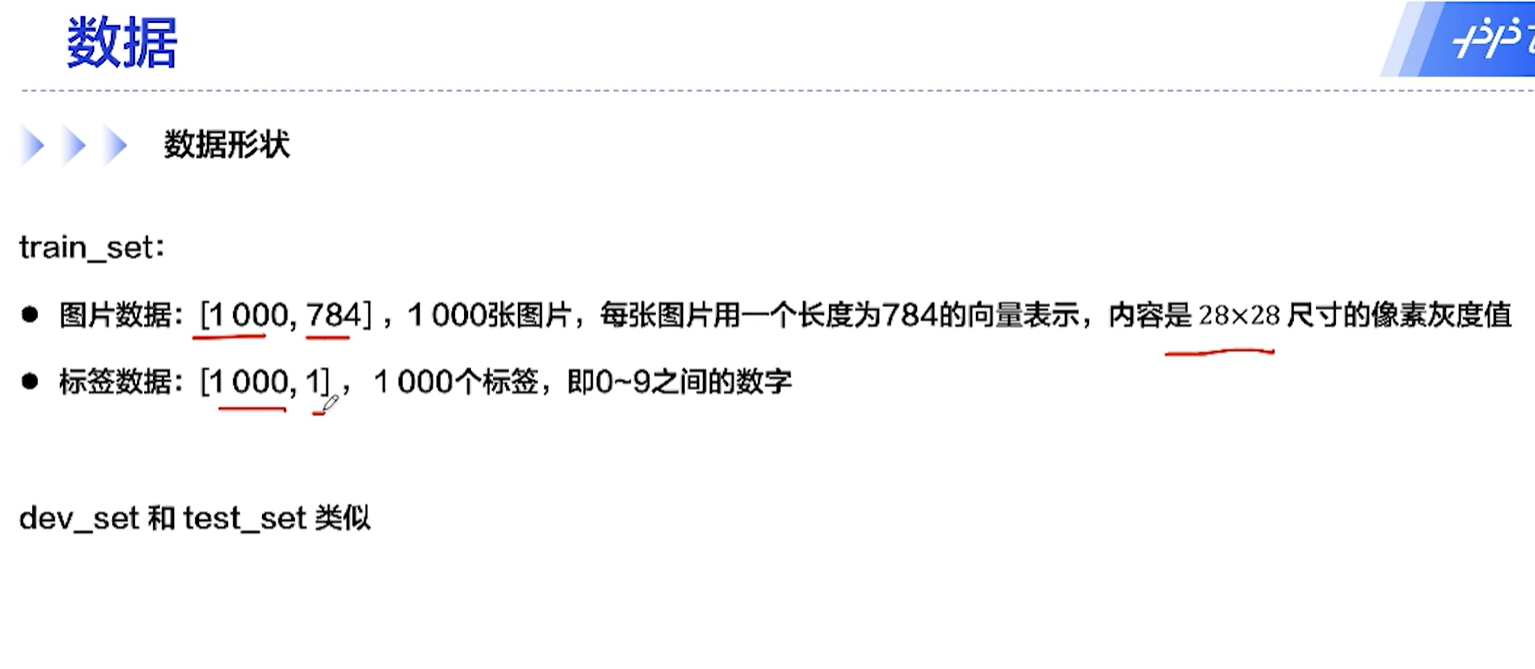 数据
数据形状
train_set：
● 图片数据：[1 000, 784]，1 000张图片，每张图片用一个长度为784的向量表示，内容是 28×28 尺寸的像素灰度值
● 标签数据：[1 000, 1]， 1 000个标签，即0~9之间的数字
dev_set 和 test_set 类似